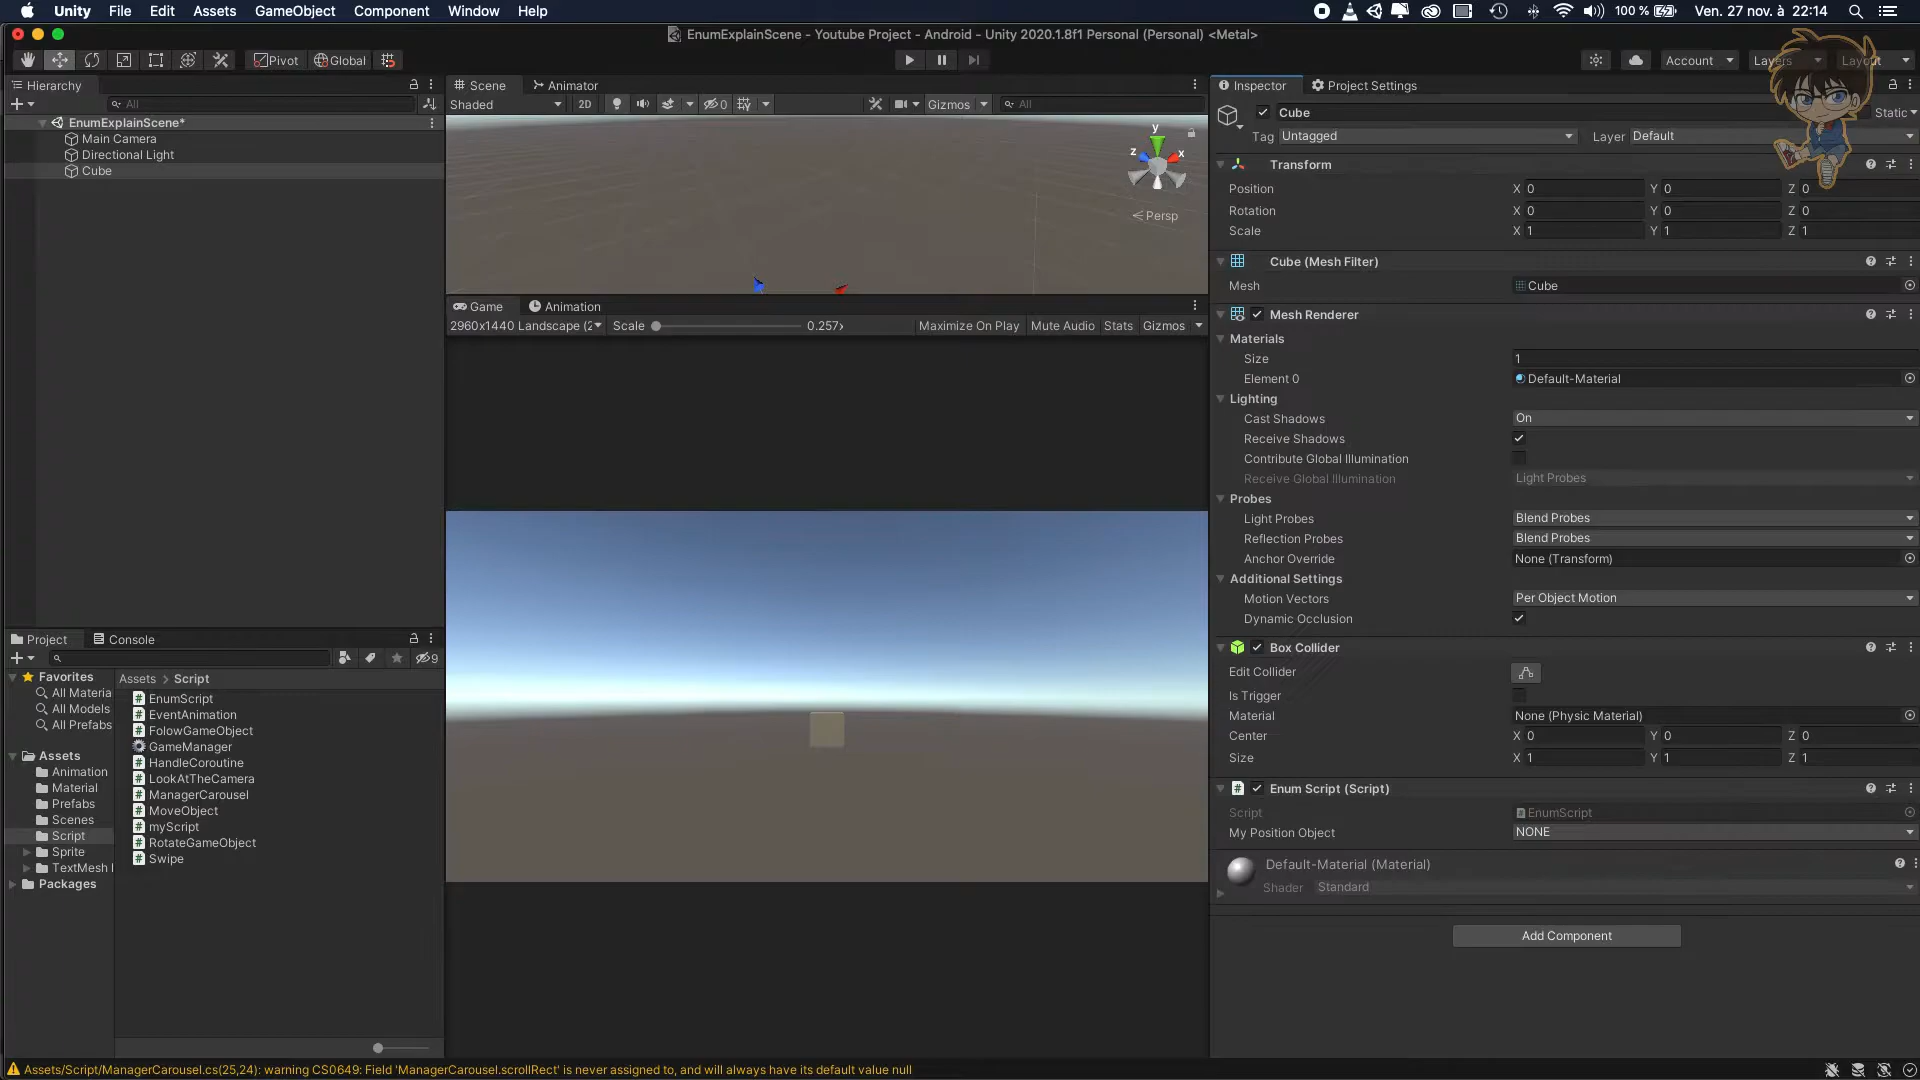 Unity File Edit Assets GameObject Component Window Help 100 % Ven. 27 nov. à 22:14
EnumExplainScene - Youtube Project - Android - Unity 2020.1.8f1 Personal (Personal) <Metal>
Pivot Global Account Layers
Hierarchy
All
EnumExplainScene*
Main Camera
Directional Light
Cube
Scene Animator
Shaded 2D 0 Gizmos All
y
z x
Persp
Game Animation
2960x1440 Landscape (2 Scale 0.257 Maximize On Play Mute Audio Stats Gizmos
Project Console
9
Favorites
All Materia
All Models
All Prefabs
Assets
Animation
Material
Prefabs
Scenes
Script
Sprite
TextMesh
Packages
Assets > Script
EnumScript
EventAnimation
FolowGameObject
GameManager
HandleCoroutine
LookAtTheCamera
ManagerCarousel
MoveObject
myScript
RotateGameObject
Swipe
Inspector Project Settings
Cube Static
Tag Untagged Layer Default
Transform
Position X 0 Y 0 Z 0
Rotation X 0 Y 0 Z 0
Scale X 1 Y 1 Z 1
Cube (Mesh Filter)
Mesh Cube
Mesh Renderer
Materials
Size 1
Element 0 Default-Material
Lighting
Cast Shadows On
Receive Shadows
Contribute Global Illumination
Receive Global Illumination Light Probes
Probes
Light Probes Blend Probes
Reflection Probes Blend Probes
Anchor Override None (Transform)
Additional Settings
Motion Vectors Per Object Motion
Dynamic Occlusion
Box Collider
Edit Collider
Is Trigger
Material None (Physic Material)
Center X 0 Y 0 Z 0
Size X 1 Y 1 Z 1
Enum Script (Script)
Script EnumScript
My Position Object NONE
Default-Material (Material)
Shader Standard
Add Component
Assets/Script/ManagerCarousel.cs(25,24): warning CS0649: Field 'ManagerCarousel.scrollRect' is never assigned to, and will always have its default value null